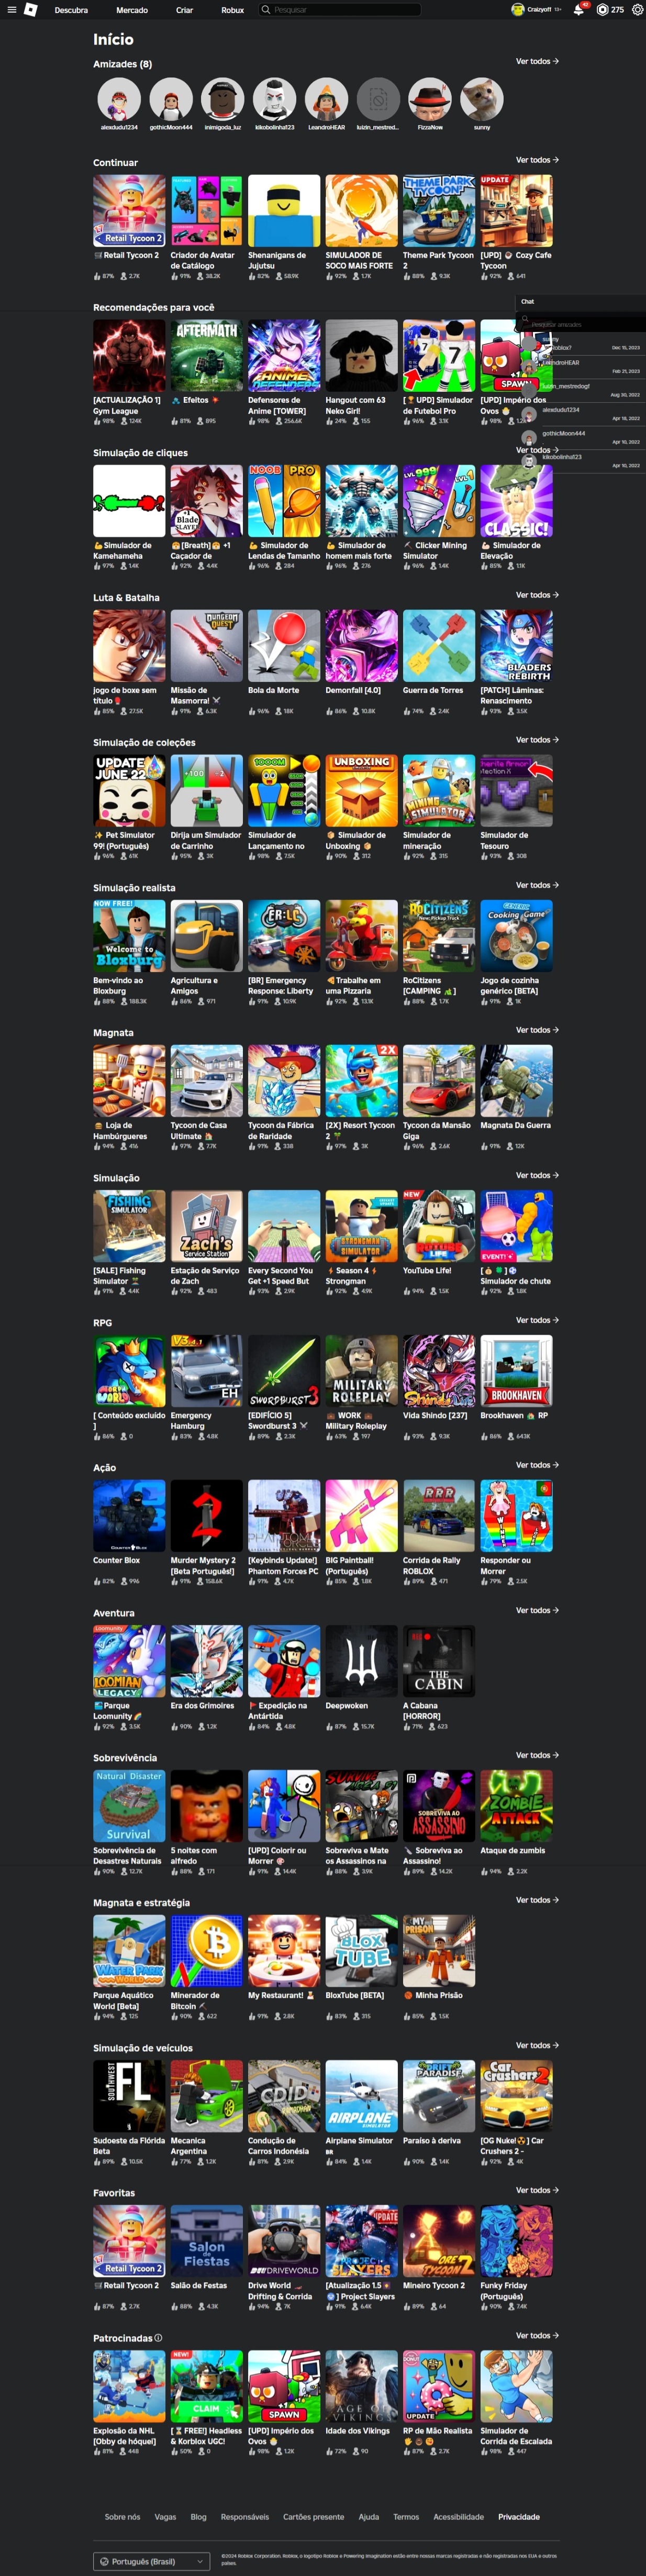 Descubra Mercado Criar Robux Pesquisar Craizyoff 13+ 42 275
Início
Amizades (8) Ver todos →
alexdudu1234 gothicMoon444 inimigoda_luz kikobolinha123 LeandroHEAR luizin_mestred... FizzaNow sunny
Continuar Ver todos →
Retail Tycoon 2
THEME PARK TYCOON
UPDATE
Retail Tycoon 2
87% 2.7K
Criador de Avatar
de Catálogo
91% 38.2K
Shenanigans de
Jujutsu
82% 58.9K
SIMULADOR DE
SOCO MAIS FORTE
92% 1.7K
Theme Park Tycoon
2
88% 9.3K
[UPD] Cozy Cafe
Tycoon
92% 641
Chat
Pesquisar amizades
sunny
Dec 15, 2023
LeandroHEAR
Feb 21, 2023
Aug 30, 2022
alexdudu1234
Apr 18, 2022
gothicMoon444
Apr 10, 2022
kikobolinha123
Apr 10, 2022
Recomendações para você
AFTERMATH
ANIME DEFENDERS
SPAWN
[ACTUALIZAÇÃO 1]
Gym League
98% 124K
Efeitos
81% 895
Defensores de
Anime [TOWER]
98% 256.6K
Hangout com 63
Neko Girl!
24% 155
[ UPD] Simulador
de Futebol Pro
96% 3.1K
[UPD] Império dos
Ovos
98%
Simulação de cliques Ver todos →
+1 Blade SLAYER
NOOB PRO
LVL 999 LVL 1
CLASSIC!
Simulador de
Kamehameha
97% 1.4K
[Breath] +1
Caçador de
92% 4.4K
Simulador de
Lendas de Tamanho
96% 284
Simulador de
homem mais forte
96% 276
Clicker Mining
Simulator
96% 1.4K
Simulador de
Elevação
85% 1.1K
Luta & Batalha Ver todos →
DUNGEON QUEST
BLADERS REBIRTH
jogo de boxe sem
título
85% 27.5K
Missão de
Masmorra!
91% 6.3K
Bola da Morte
96% 18K
Demonfall [4.0]
86% 10.8K
Guerra de Torres
74% 2.4K
[PATCH] Lâminas:
Renascimento
93% 3.5K
Simulação de coleções Ver todos →
UPDATE JUNE 22
+100 -2
1000M
UNBOXING
MINING SIMULATOR
Pet Simulator
99! (Português)
96% 61K
Dirija um Simulador
de Carrinho
95% 3K
Simulador de
Lançamento no
98% 7.5K
Simulador de
Unboxing
90% 312
Simulador de
mineração
92% 315
Simulador de
Tesouro
93% 308
Simulação realista Ver todos →
NOW FREE!
Welcome to Bloxburg
ER:LC
ROCITIZENS
New: Pickup Truck
GENERIC Cooking Game
Bem-vindo ao
Bloxburg
88% 188.3K
Agricultura e
Amigos
86% 971
[BR] Emergency
Response: Liberty
91% 10.9K
Trabalhe em
uma Pizzaria
92% 13.1K
RoCitizens
[CAMPING ]
88% 1.7K
Jogo de cozinha
genérico [BETA]
91% 1K
Magnata Ver todos →
2X
Loja de
Hambúrgueres
94% 416
Tycoon de Casa
Ultimate
97% 7.7K
Tycoon da Fábrica
de Raridade
91% 338
[2X] Resort Tycoon
2
97% 3K
Tycoon da Mansão
Giga
96% 2.6K
Magnata Da Guerra
91% 12K
Simulação Ver todos →
FISHING SIMULATOR
Zach's Service Station
STRONGMAN SIMULATOR
NEW
YOUTUBE LIFE
EVENT!
[SALE] Fishing
Simulator
91% 4.4K
Estação de Serviço
de Zach
92% 483
Every Second You
Get +1 Speed But
93% 2.9K
Season 4
Strongman
92% 4.9K
YouTube Life!
94% 1.5K
[ ]
Simulador de chute
92% 1.8K
RPG Ver todos →
V3.4.1
EH
SWORDBURST 3
MILITARY ROLEPLAY
BROOKHAVEN
[ Conteúdo excluído
]
86% 0
Emergency
Hamburg
83% 4.8K
[EDIFÍCIO 5]
Swordburst 3
89% 2.3K
WORK
Military Roleplay
63% 197
Vida Shindo [237]
93% 9.3K
Brookhaven RP
86% 643K
Ação Ver todos →
COUNTER BLOX
2
PHANTOM FORCES
RRR
Counter Blox
82% 996
Murder Mystery 2
[Beta Português!]
91% 158.6K
[Keybinds Update!]
Phantom Forces PC
91% 4.7K
BIG Paintball!
(Português)
85% 1.8K
Corrida de Rally
ROBLOX
89% 471
Responder ou
Morrer
79% 2.5K
Aventura Ver todos →
Loomunity
LOOMIAN LEGACY
THE CABIN
Parque
Loomunity
92% 3.5K
Era dos Grimoires
90% 1.2K
Expedição na
Antártida
84% 4.8K
Deepwoken
87% 15.7K
A Cabana
[HORROR]
71% 623
Sobrevivência Ver todos →
Natural Disaster
Survival
SURVIVE AREA 51
SOBREVIVA AO ASSASSINO
ZOMBIE ATTACK
Sobrevivência de
Desastres Naturais
90% 12.7K
5 noites com
alfredo
88% 171
[UPD] Colorir ou
Morrer
91% 14.4K
Sobreviva e Mate
os Assassinos na
88% 3.9K
Sobreviva ao
Assassino!
89% 14.2K
Ataque de zumbis
94% 2.2K
Magnata e estratégia Ver todos →
WATER PARK WORLD
BLOX TUBE
MY PRISON
Parque Aquático
World [Beta]
94% 125
Minerador de
Bitcoin
90% 622
My Restaurant!
91% 2.8K
BloxTube [BETA]
83% 315
Minha Prisão
85% 1.5K
Simulação de veículos Ver todos →
SOUTHWEST FL
CDID
AIRPLANE SIMULATOR
DRIFT PARADISE
Car Crushers 2
Sudoeste da Flórida
Beta
89% 10.5K
Mecanica
Argentina
77% 1.2K
Condução de
Carros Indonésia
81% 2.9K
Airplane Simulator
BR
84% 1.4K
Paraíso à deriva
90% 1.4K
[OG Nuke! ] Car
Crushers 2 -
92% 4K
Favoritas Ver todos →
Retail Tycoon 2
Salon de Fiestas
DRIVEWORLD
UPDATE
PROJECT SLAYERS
ORE TYCOON 2
Retail Tycoon 2
87% 2.7K
Salão de Festas
88% 4.3K
Drive World
Drifting & Corrida
94% 7K
[Atualização 1.5
] Project Slayers
91% 6.4K
Mineiro Tycoon 2
89% 64
Funky Friday
(Português)
90% 7.4K
Patrocinadas Ver todos →
NEW!
CLAIM
SPAWN
AGE OF VIKINGS
DONUT
UPDATE
Explosão da NHL
[Obby de hóquei]
81% 448
[ FREE!] Headless
& Korblox UGC!
50% 0
[UPD] Império dos
Ovos
98% 1.2K
Idade dos Vikings
72% 90
RP de Mão Realista
87% 2.7K
Simulador de
Corrida de Escalada
98% 447
Sobre nós Vagas Blog Responsáveis Cartões presente Ajuda Termos Acessibilidade Privacidade
Português (Brasil)
©2024 Roblox Corporation. Roblox, o logotipo Roblox e Powering Imagination estão entre nossas marcas registradas e não registradas nos EUA e outros
países.